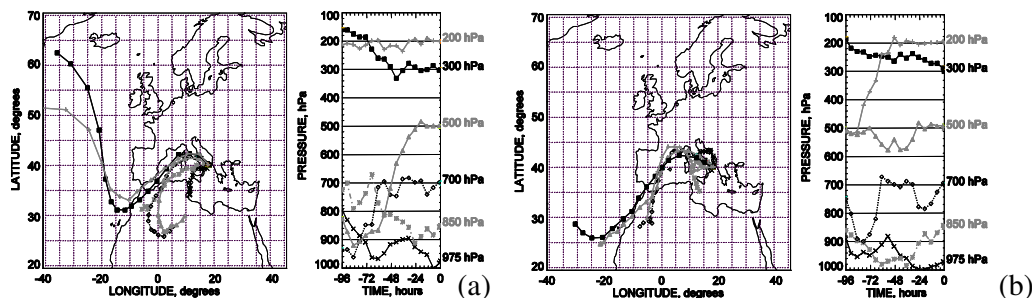 70
60
50
40
30
20
-40
-20
0
20
40
LATITUDE, degrees
LONGITUDE, degrees
100
200
300
400
500
600
700
800
900
1000
PRESSURE, hPa
-96
-72
-48
-24
0
TIME, hours
200 hPa
300 hPa
500 hPa
700 hPa
850 hPa
975 hPa
(a)
70
60
50
40
30
20
-40
-20
0
20
40
LATITUDE, degrees
LONGITUDE, degrees
100
200
300
400
500
600
700
800
900
1000
PRESSURE, hPa
-96
-72
-48
-24
0
TIME, hours
200 hPa
300 hPa
500 hPa
700 hPa
850 hPa
975 hPa
(b)